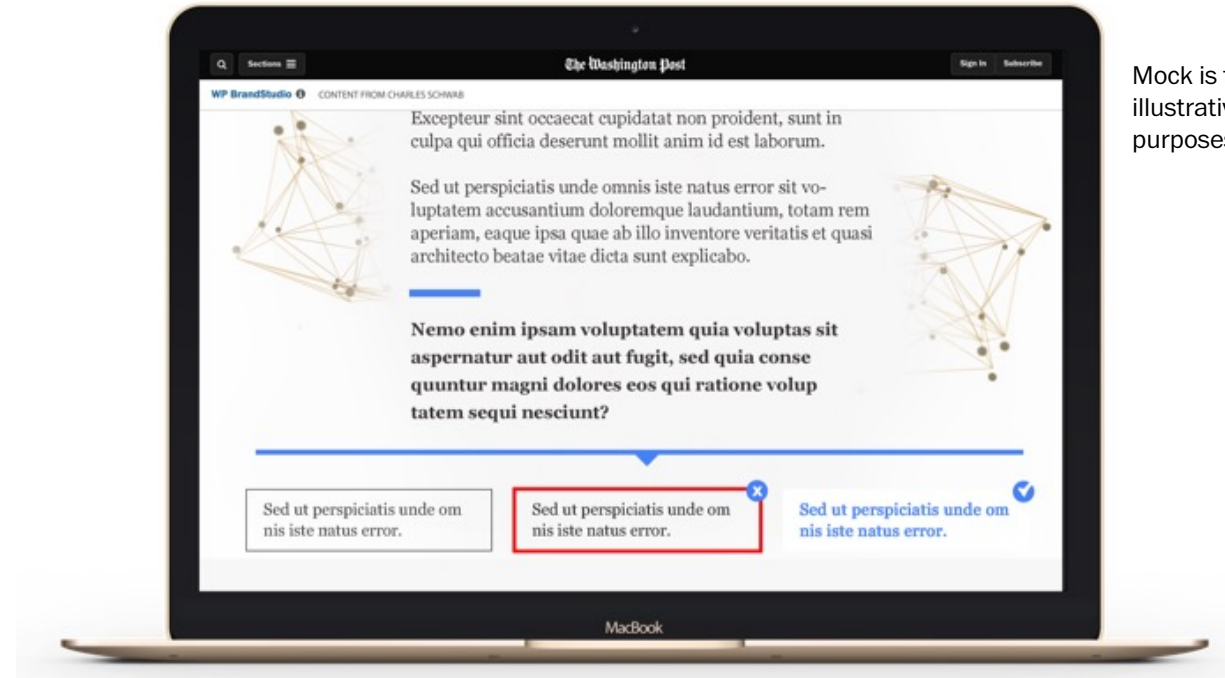 Sections
The Washington Post
Sign In
Subscribe
WP BrandStudio
CONTENT FROM CHARLES SCHWAB
Excepteur sint occaecat cupidatat non proident, sunt in
culpa qui officia deserunt mollit anim id est laborum.
Sed ut perspiciatis unde omnis iste natus error sit vo-
luptatem accusantium doloremque laudantium, totam rem
aperiam, eaque ipsa quae ab illo inventore veritatis et quasi
architecto beatae vitae dicta sunt explicabo.
Nemo enim ipsam voluptatem quia voluptas sit
aspernatur aut odit aut fugit, sed quia conse
quuntur magni dolores eos qui ratione volup
tatem sequi nesciunt?
Sed ut perspiciatis unde om
nis iste natus error.
Sed ut perspiciatis unde om
nis iste natus error.
Sed ut perspiciatis unde om
nis iste natus error.
MacBook
Mock is